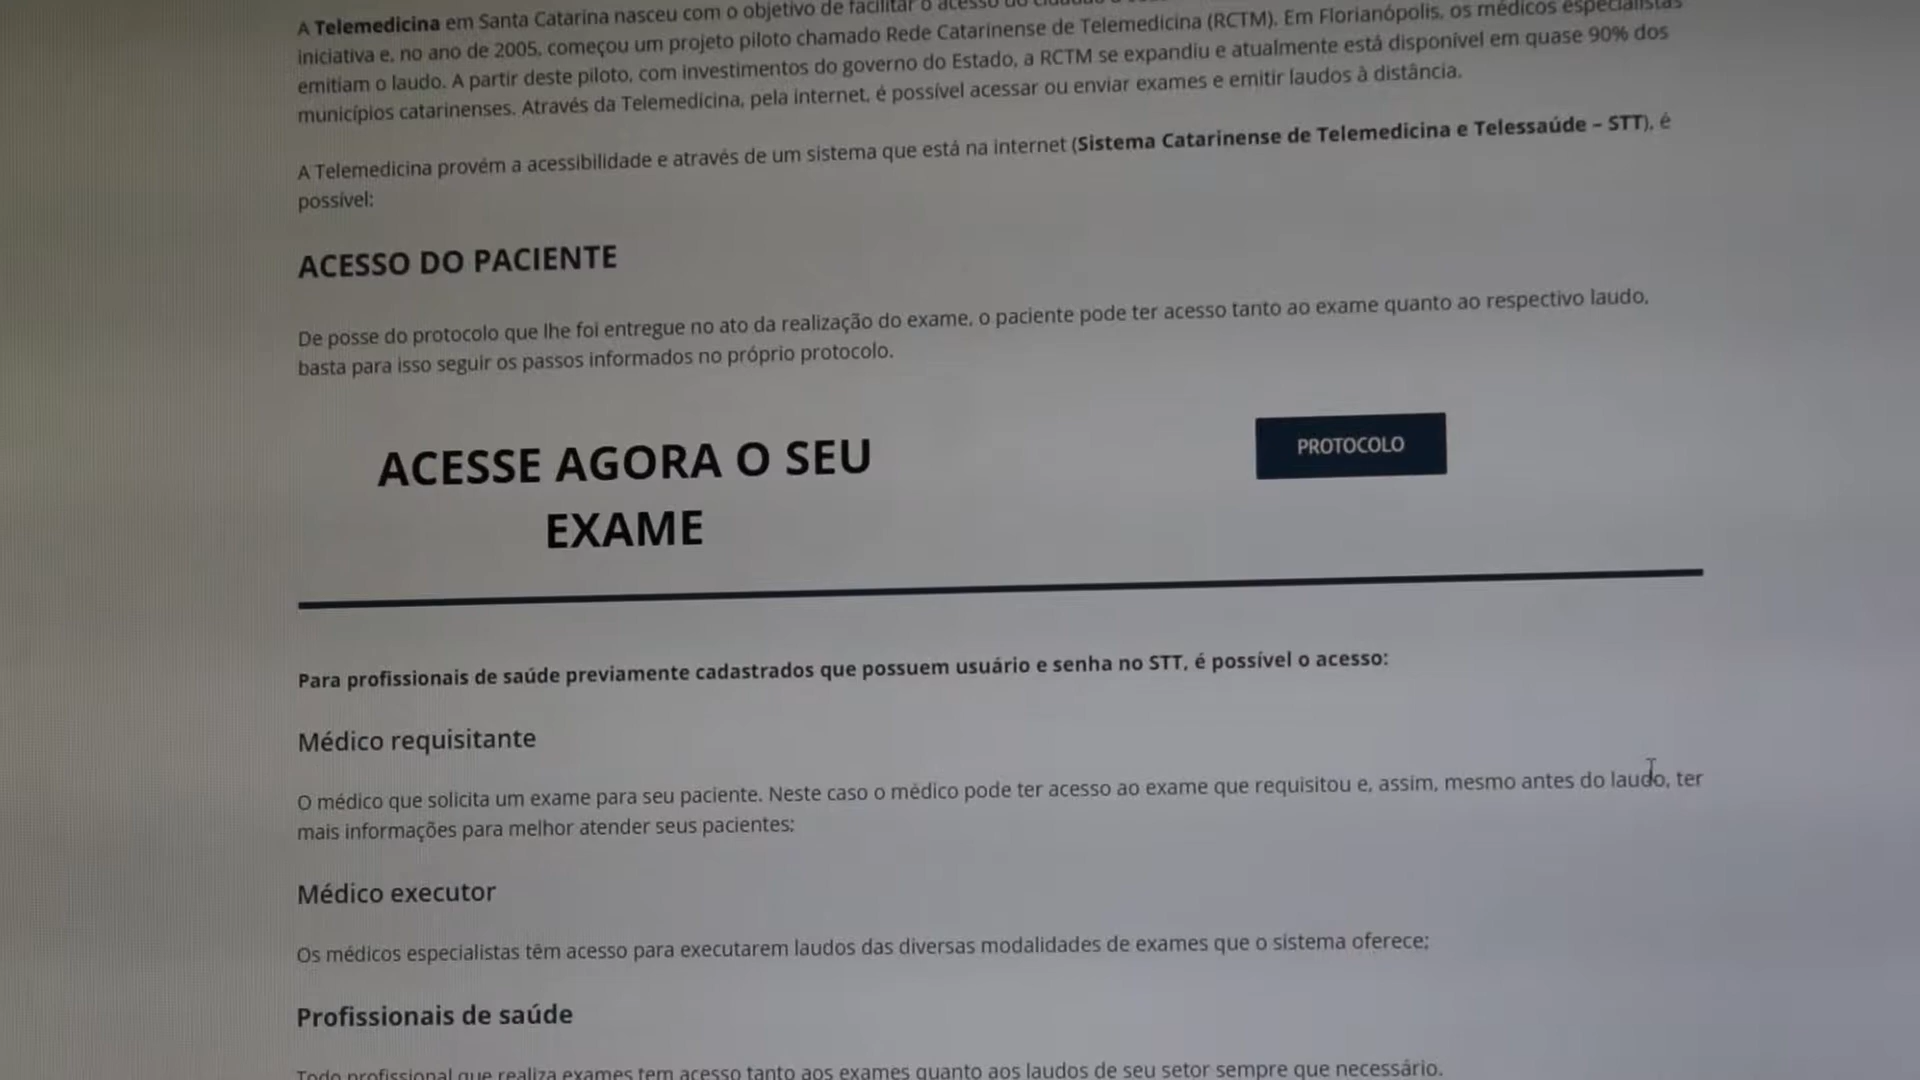 A Telemedicina em Santa Catarina nasceu com o objetivo de facilitar o acesso do cidadão
iniciativa e, no ano de 2005, começou um projeto piloto chamado Rede Catarinense de Telemedicina (RCTM). Em Florianópolis, os médicos especialistas
emitiam o laudo. A partir deste piloto, com investimentos do governo do Estado, a RCTM se expandiu e atualmente está disponível em quase 90% dos
municípios catarinenses. Através da Telemedicina, pela internet, é possível acessar ou enviar exames e emitir laudos à distância.
A Telemedicina provém a acessibilidade e através de um sistema que está na internet (Sistema Catarinense de Telemedicina e Telessaúde – STT), é
possível:
ACESSO DO PACIENTE
De posse do protocolo que lhe foi entregue no ato da realização do exame, o paciente pode ter acesso tanto ao exame quanto ao respectivo laudo,
basta para isso seguir os passos informados no próprio protocolo.
ACESSE AGORA O SEU
EXAME
PROTOCOLO
Para profissionais de saúde previamente cadastrados que possuem usuário e senha no STT, é possível o acesso:
Médico requisitante
O médico que solicita um exame para seu paciente. Neste caso o médico pode ter acesso ao exame que requisitou e, assim, mesmo antes do laudo, ter
mais informações para melhor atender seus pacientes;
Médico executor
Os médicos especialistas têm acesso para executarem laudos das diversas modalidades de exames que o sistema oferece;
Profissionais de saúde
Todo profissional que realiza exames tem acesso tanto aos exames quanto aos laudos de seu setor sempre que necessário.